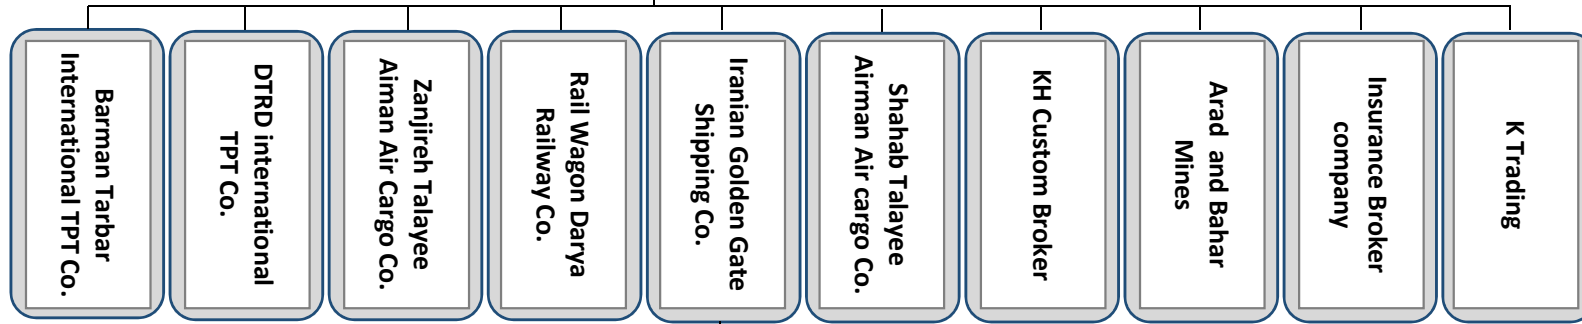 Barman Tarbar
International TPT Co.
DTRD international
TPT Co.
Zanjireh Talayee
Aiman Air Cargo Co.
Rail Wagon Darya
Railway Co.
Iranian Golden Gate
Shipping Co.
Shahab Talayee
Airman Air cargo Co.
KH Custom Broker
Arad and Bahar
Mines
Insurance Broker
company
K Trading